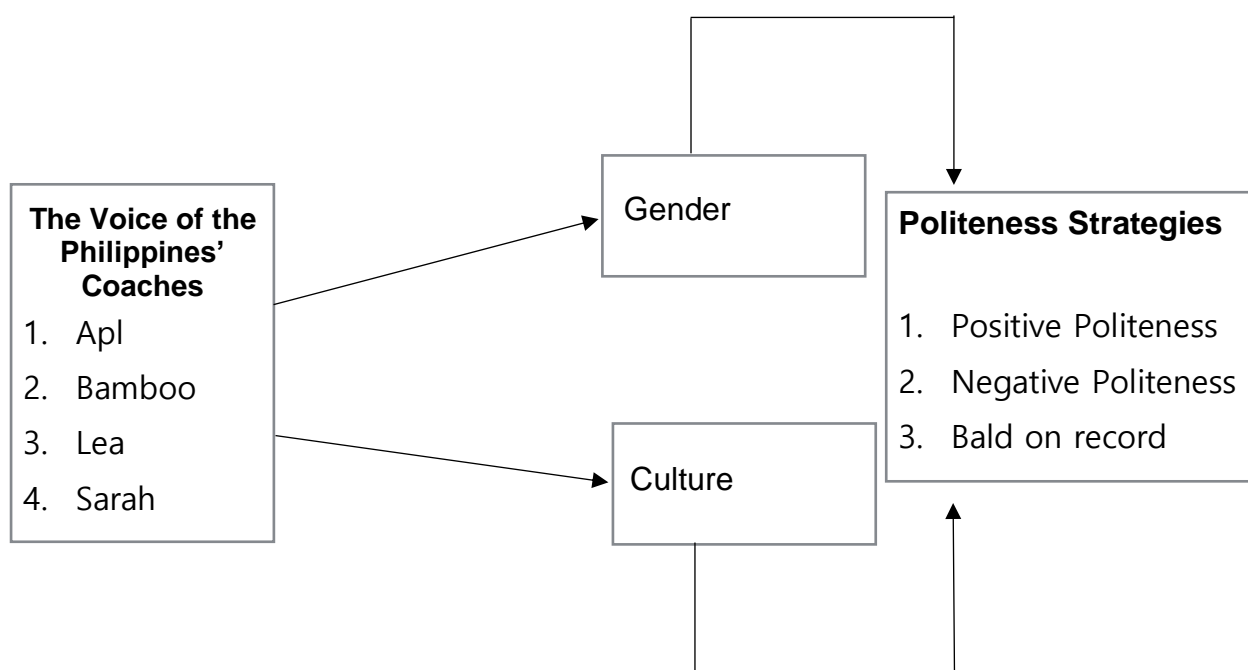 The Voice of the
Philippines’
Coaches
1. Apl
2. Bamboo
3. Lea
4. Sarah
Gender
Culture
Politeness Strategies
1. Positive Politeness
2. Negative Politeness
3. Bald on record